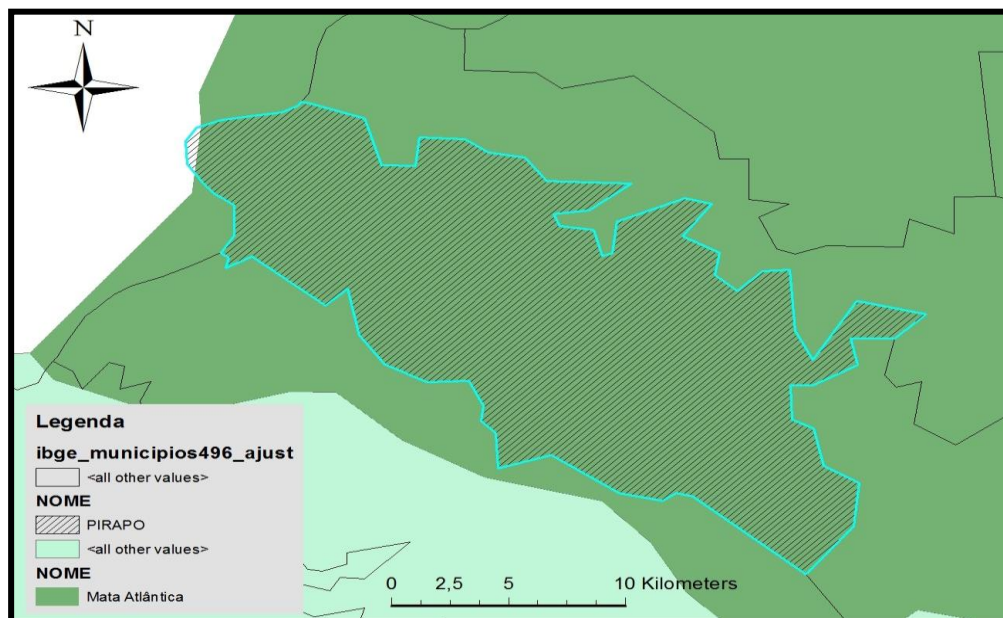 N
Legenda
ibge_municipios496_ajust
<all other values>
NOME
PIRAPO
<all other values>
NOME
Mata Atlântica
0 2,5 5 10 Kilometers